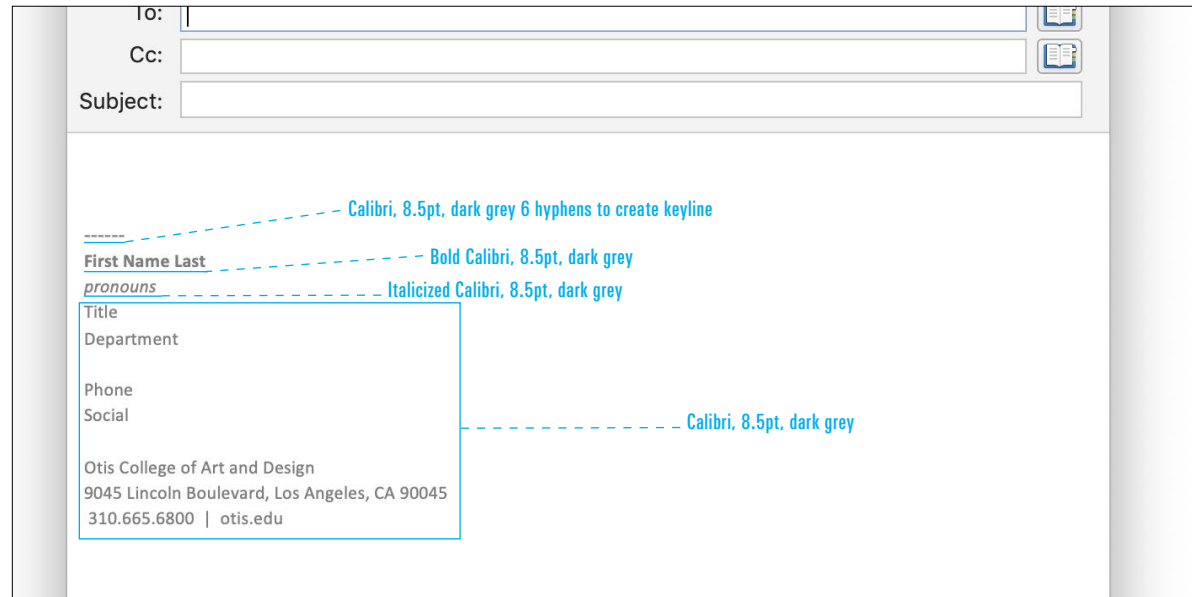 To:
Cc:
Subject:
Calibri, 8.5pt, dark grey 6 hyphens to create keyline
------
Bold Calibri, 8.5pt, dark grey
First Name Last
pronouns
Italicized Calibri, 8.5pt, dark grey
Title
Department
Phone
Social
Calibri, 8.5pt, dark grey
Otis College of Art and Design
9045 Lincoln Boulevard, Los Angeles, CA 90045
310.665.6800 | otis.edu